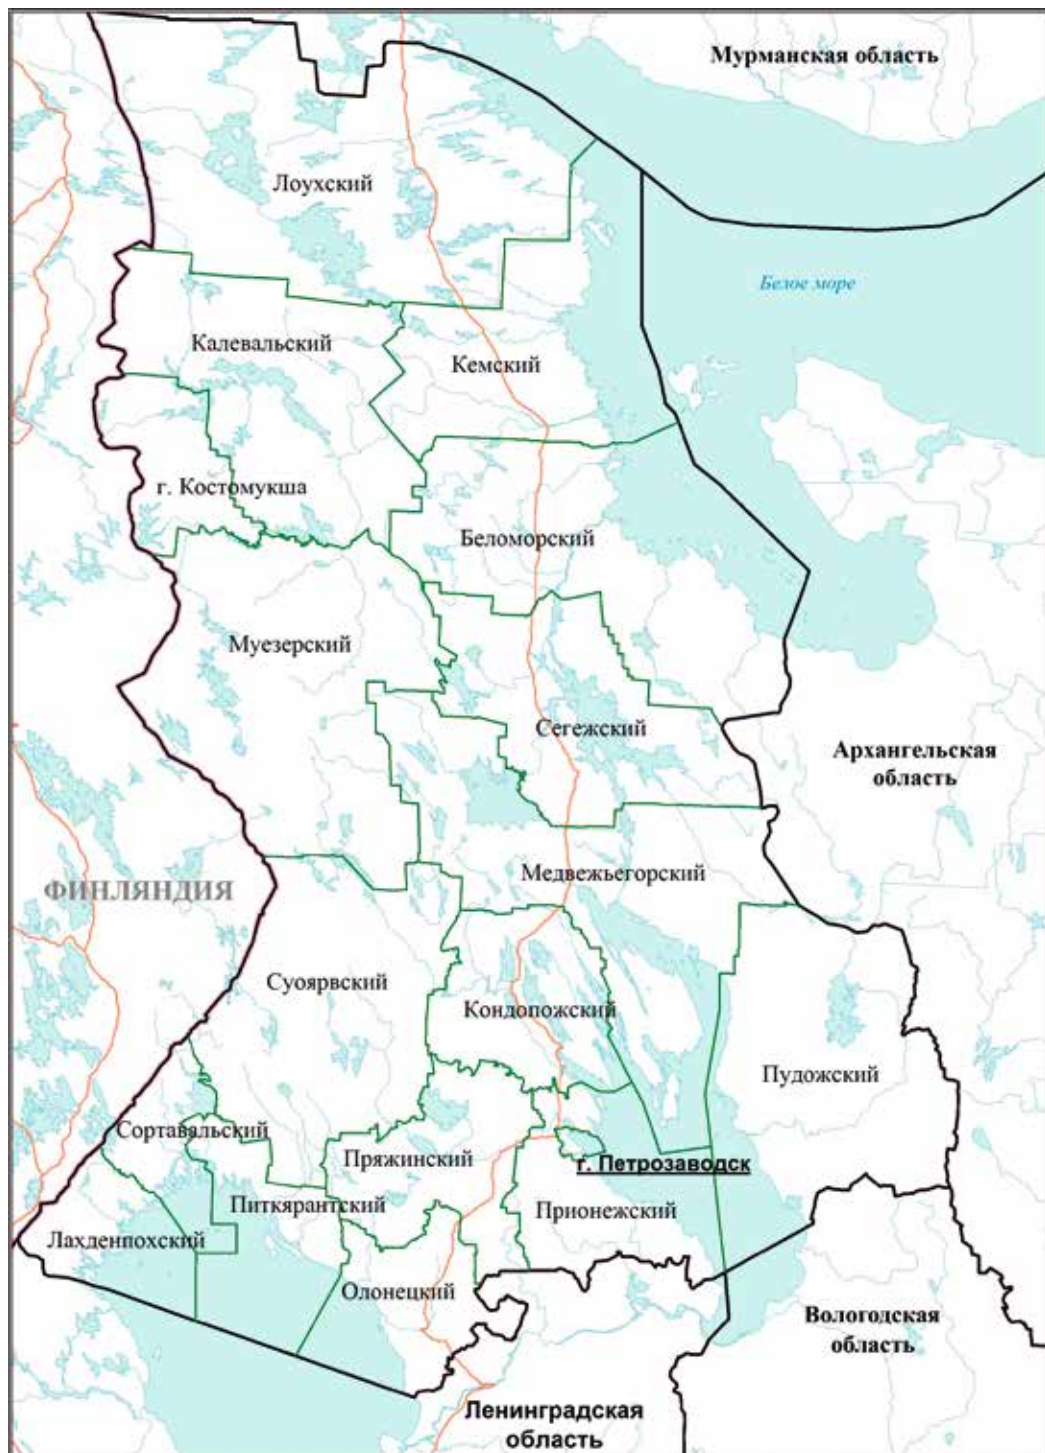 Мурманская область
Лоухский
Белое море
Калевальский
Кемский
г. Костомукша
Беломорский
Муезерский
Сегежский
Архангельская
область
Медвежьегорский
ФИНЛЯНДИЯ
Суоярвский
Кондопожский
Пудожский
Сортавальский
Пряжинский
г. Петрозаводск
Питкярантский
Прионежский
Лахденпохский
Олонецкий
Вологодская
область
Ленинградская
область